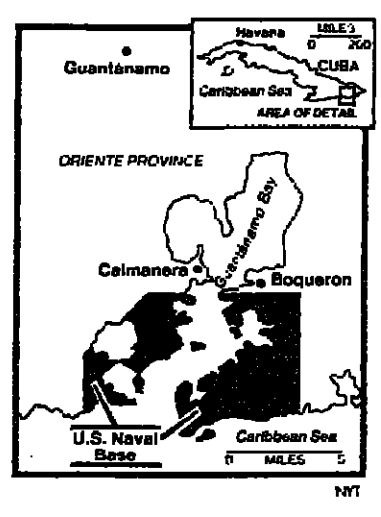 Guantánamo
Havana
MILES
0 200
CUBA
Caribbean Sea
AREA OF DETAIL
ORIENTE PROVINCE
Guantánamo Bay
Caimanera
Boqueron
U.S. Naval
Base
Caribbean Sea
0 MILES 5
NYT